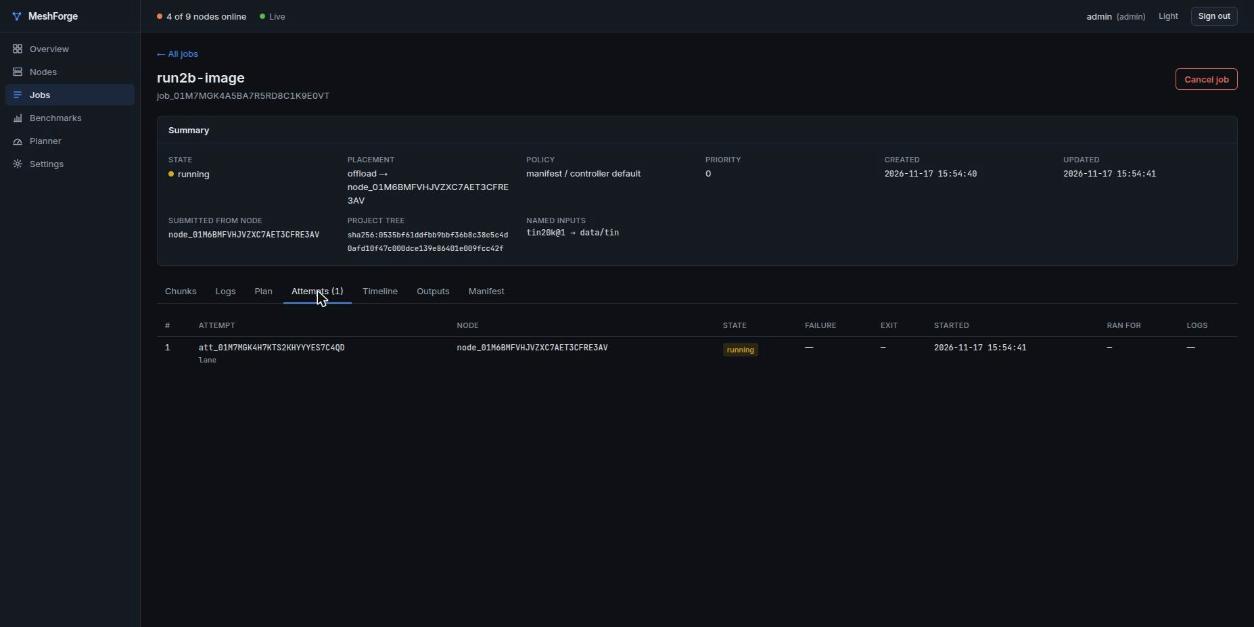 MeshForge
4 of 9 nodes online
Live
admin (admin)
Light
Sign out
Overview
Nodes
Jobs
Benchmarks
Planner
Settings
← All jobs
run2b-image
job_01M7MGK4A5BA7R5RD8C1K9E0VT
Cancel job
Summary
STATE
running
PLACEMENT
offload →
node_01M6BMFVHJVZXC7AET3CFRE
3AV
POLICY
manifest / controller default
PRIORITY
0
CREATED
2026-11-17 15:54:40
UPDATED
2026-11-17 15:54:41
SUBMITTED FROM NODE
node_01M6BMFVHJVZXC7AET3CFRE3AV
PROJECT TREE
sha256:0535bf61ddfbb9bbf36b8c38e5c4d
0afd10f47c000dce139e86401e009fcc42f
NAMED INPUTS
tin20k@1 → data/tin
Chunks
Logs
Plan
Attempts (1)
Timeline
Outputs
Manifest
# ATTEMPT NODE STATE FAILURE EXIT STARTED RAN FOR LOGS
1 att_01M7MGK4H7KTS2KHYYYES7C4QD node_01M6BMFVHJVZXC7AET3CFRE3AV running — – 2026-11-17 15:54:41 – —
lane